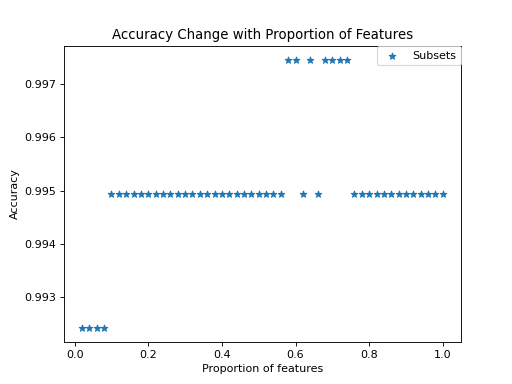 Accuracy Change with Proportion of Features
Subsets
0.997
0.996
0.995
0.994
0.993
Accuracy
0.0 0.2 0.4 0.6 0.8 1.0
Proportion of features